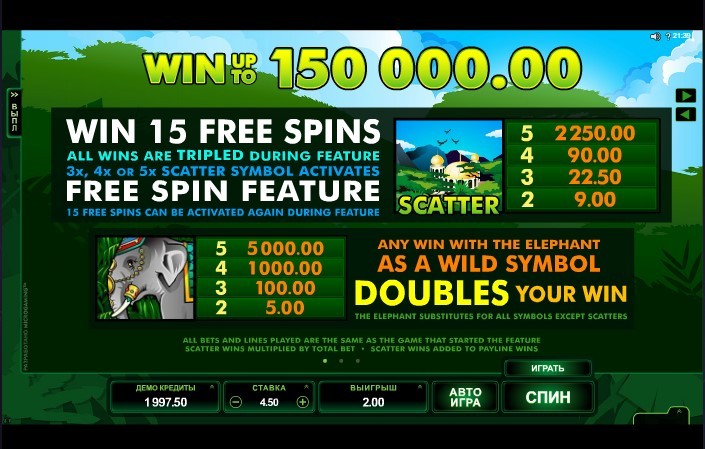 21:39
WIN UP TO 150 000.00
ВЫПЛ
WIN 15 FREE SPINS
ALL WINS ARE TRIPLED DURING FEATURE
3x, 4x OR 5x SCATTER SYMBOL ACTIVATES
FREE SPIN FEATURE
15 FREE SPINS CAN BE ACTIVATED AGAIN DURING FEATURE
SCATTER
5 2250.00
4 90.00
3 22.50
2 9.00
5 5000.00
4 1000.00
3 100.00
2 5.00
ANY WIN WITH THE ELEPHANT
AS A WILD SYMBOL
DOUBLES YOUR WIN
THE ELEPHANT SUBSTITUTES FOR ALL SYMBOLS EXCEPT SCATTERS
РАЗРАБОТАНО MICROGAMING™
ALL BETS AND LINES PLAYED ARE THE SAME AS THE GAME THAT STARTED THE FEATURE
SCATTER WINS MULTIPLIED BY TOTAL BET • SCATTER WINS ADDED TO PAYLINE WINS
ИГРАТЬ
ДЕМО КРЕДИТЫ
1997.50
СТАВКА
4.50
ВЫИГРЫШ
2.00
АВТО
ИГРА
СПИН